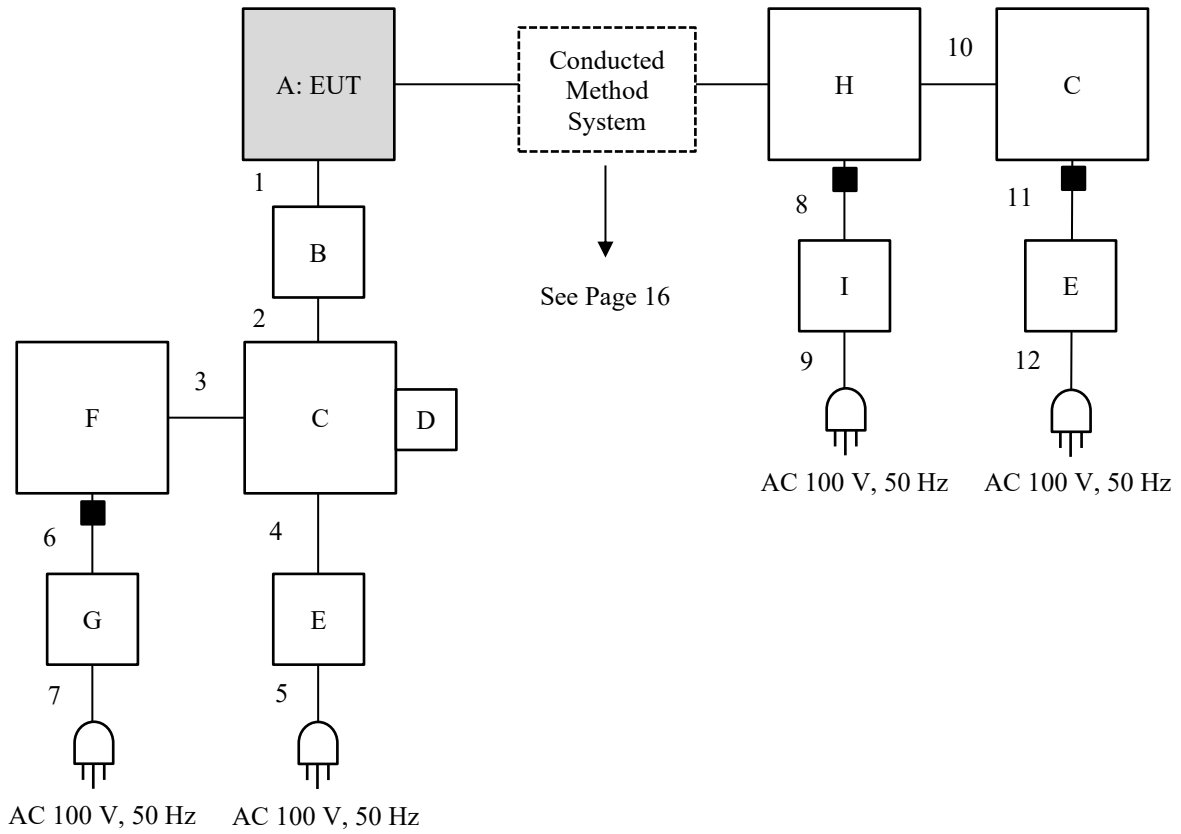 A: EUT
Conducted
Method
System
H
10
C
1
8
11
B
I
E
See Page 16
2
9
12
F
3
C
D
AC 100 V, 50 Hz
AC 100 V, 50 Hz
6
4
G
E
7
5
AC 100 V, 50 Hz
AC 100 V, 50 Hz